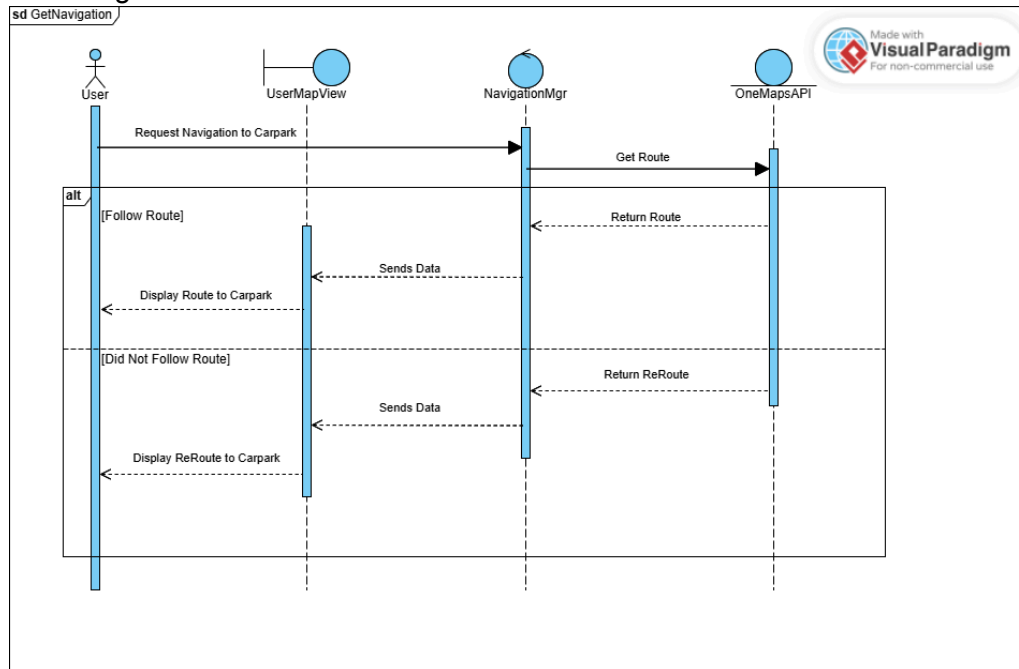 sd GetNavigation
Made with
Visual Paradigm
For non-commercial use
User
UserMapView
NavigationMgr
OneMapsAPI
Request Navigation to Carpark
Get Route
alt
[Follow Route]
Return Route
Sends Data
Display Route to Carpark
[Did Not Follow Route]
Return ReRoute
Sends Data
Display ReRoute to Carpark